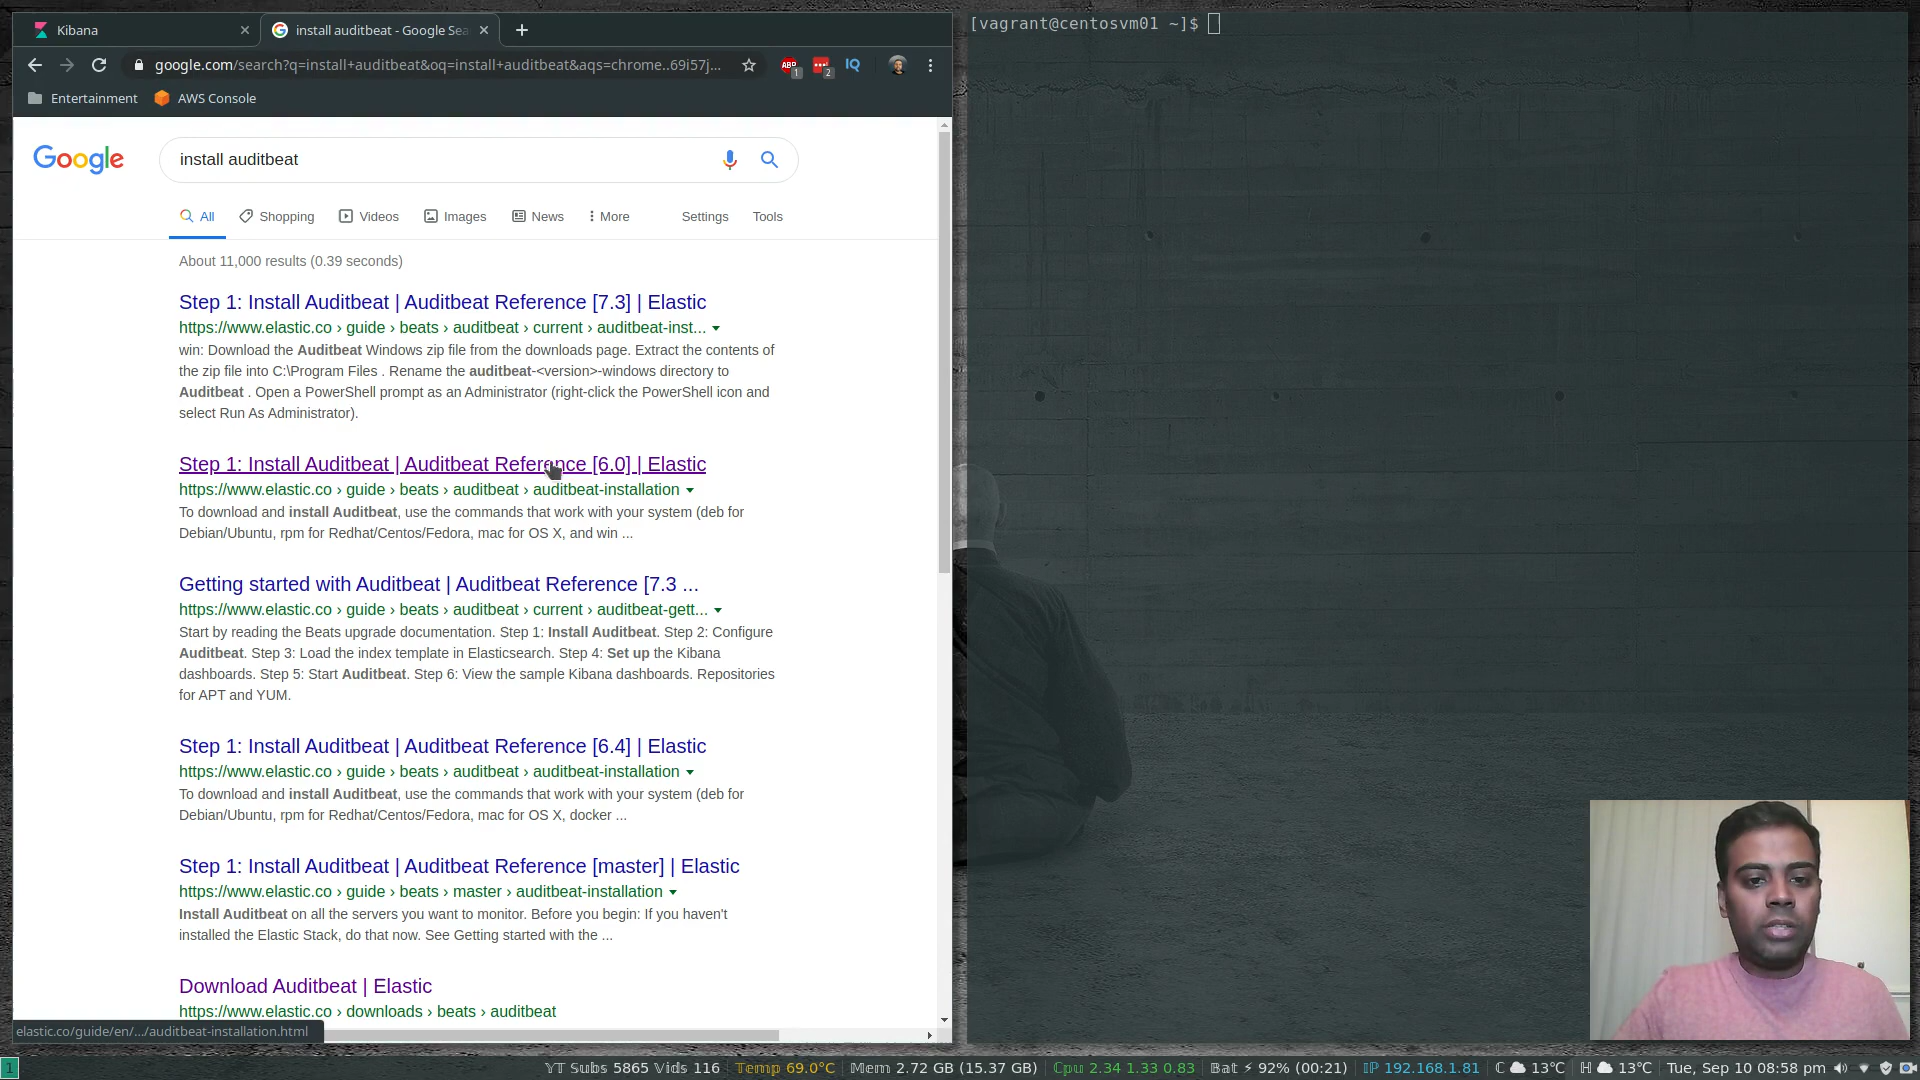 Kibana
install auditbeat - Google Sea
[vagrant@centosvm01 ~]$
google.com/search?q=install+auditbeat&oq=install+auditbeat&aqs=chrome..69i57j...
ABP 1
2
IQ
Entertainment
AWS Console
Google
install auditbeat
All
Shopping
Videos
Images
News
More
Settings
Tools
About 11,000 results (0.39 seconds)
Step 1: Install Auditbeat | Auditbeat Reference [7.3] | Elastic
https://www.elastic.co › guide › beats › auditbeat › current › auditbeat-inst...
win: Download the Auditbeat Windows zip file from the downloads page. Extract the contents of
the zip file into C:\Program Files . Rename the auditbeat-<version>-windows directory to
Auditbeat . Open a PowerShell prompt as an Administrator (right-click the PowerShell icon and
select Run As Administrator).
Step 1: Install Auditbeat | Auditbeat Reference [6.0] | Elastic
https://www.elastic.co › guide › beats › auditbeat › auditbeat-installation
To download and install Auditbeat, use the commands that work with your system (deb for
Debian/Ubuntu, rpm for Redhat/Centos/Fedora, mac for OS X, and win ...
Getting started with Auditbeat | Auditbeat Reference [7.3 ...
https://www.elastic.co › guide › beats › auditbeat › current › auditbeat-gett...
Start by reading the Beats upgrade documentation. Step 1: Install Auditbeat. Step 2: Configure
Auditbeat. Step 3: Load the index template in Elasticsearch. Step 4: Set up the Kibana
dashboards. Step 5: Start Auditbeat. Step 6: View the sample Kibana dashboards. Repositories
for APT and YUM.
Step 1: Install Auditbeat | Auditbeat Reference [6.4] | Elastic
https://www.elastic.co › guide › beats › auditbeat › auditbeat-installation
To download and install Auditbeat, use the commands that work with your system (deb for
Debian/Ubuntu, rpm for Redhat/Centos/Fedora, mac for OS X, docker ...
Step 1: Install Auditbeat | Auditbeat Reference [master] | Elastic
https://www.elastic.co › guide › beats › master › auditbeat-installation
Install Auditbeat on all the servers you want to monitor. Before you begin: If you haven't
installed the Elastic Stack, do that now. See Getting started with the ...
Download Auditbeat | Elastic
https://www.elastic.co › downloads › beats › auditbeat
elastic.co/guide/en/.../auditbeat-installation.html
1
YT Subs 5865 Vids 116 Temp 69.0°C Mem 2.72 GB (15.37 GB) Cpu 2.34 1.33 0.83 Bat ⚡ 92% (00:21) IP 192.168.1.81 C 13℃ H 13℃ Tue, Sep 10 08:58 pm